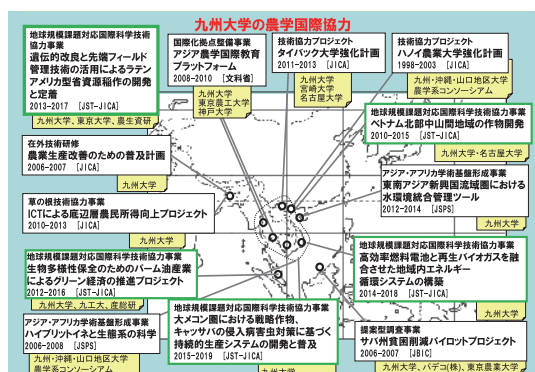 九州大学の農学国際協力
地球規模課題対応国際科学技術
協力事業
遺伝的改良と先端フィールド
管理技術の活用によるラテン
アメリカ型省資源稲作の開発
と定着
2013-2017 [JST-JICA]
九州大学、東京大学、農生資研
国際化拠点整備事業
アジア農学国際教育
プラットフォーム
2008-2010 [文科省]
九州大学
東京農工大学
神戸大学
技術協力プロジェクト
タイバック大学強化計画
2011-2013 [JICA]
九州大学
宮崎大学
名古屋大学
技術協力プロジェクト
ハノイ農業大学強化計画
1998-2003 [JICA]
九州・沖縄・山口地区大学
農学系コンソーシアム
地球規模課題対応国際科学技術協力事業
ベトナム北部中山間地域の作物開発
2010-2015 [JST-JICA]
九州大学・名古屋大学
在外技術研修
農業生産改善のための普及計画
2006-2007 [JICA]
九州大学
アジア・アフリカ学術基盤形成事業
東南アジア新興国流域圏における
水環境統合管理ツール
2012-2014 [JSPS]
九州大学
草の根技術協力事業
ICTによる底辺層農民所得向上プロジェクト
2010-2013 [JICA]
九州大学
地球規模課題対応国際科学技術協力事業
生物多様性保全のためのパーム油産業
によるグリーン経済の推進プロジェクト
2012-2016 [JST-JICA]
九州大学、九工大、産総研
地球規模課題対応国際科学技術協力事業
高効率燃料電池と再生バイオガスを融
合させた地域内エネルギー
循環システムの構築
2014-2018 [JST-JICA]
九州大学
アジア・アフリカ学術基盤形成事業
ハイブリットイネと生態系の科学
2006-2008 [JSPS]
九州・沖縄・山口地区大学
農学系コンソーシアム
地球規模課題対応国際科学技術協力事業
大メコン圏における戦略作物、
キャッサバの侵入病害虫対策に基づく
持続的生産システムの開発と普及
2015-2019 [JST-JICA]
九州大学
提案型調査事業
サバ州貧困削減パイロットプロジェクト
2006-2007 [JBIC]
九州大学、パデコ(株)、東京農業大学